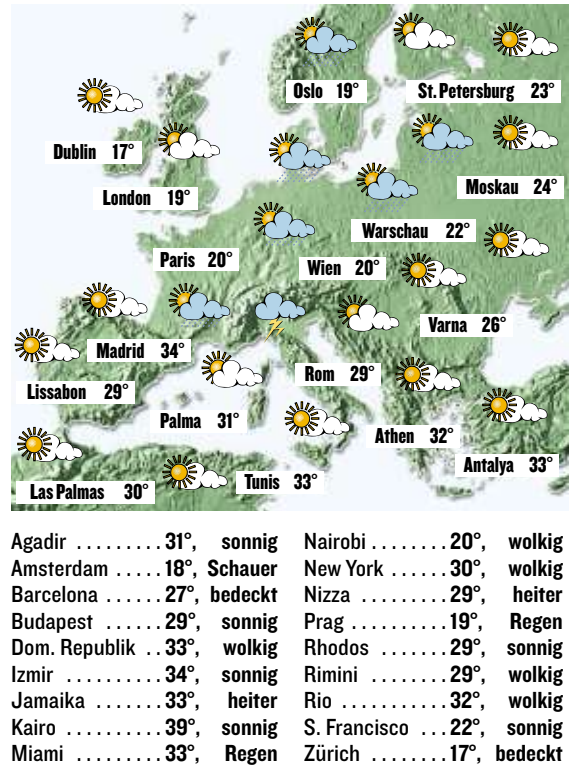 Oslo 19°
St. Petersburg 23°
Dublin 17°
Moskau 24°
London 19°
Warschau 22°
Paris 20°
Wien 20°
Varna 26°
Madrid 34°
Rom 29°
Lissabon 29°
Palma 31°
Athen 32°
Antalya 33°
Tunis 33°
Las Palmas 30°
Agadir ......... 31°, sonnig
Amsterdam ..... 18°, Schauer
Barcelona ...... 27°, bedeckt
Budapest ...... 29°, sonnig
Dom. Republik .. 33°, wolkig
Izmir .......... 34°, sonnig
Jamaika ....... 33°, heiter
Kairo .......... 39°, sonnig
Miami ......... 33°, Regen
Nairobi ........ 20°, wolkig
New York ...... 30°, wolkig
Nizza ......... 29°, heiter
Prag .......... 19°, Regen
Rhodos ....... 29°, sonnig
Rimini ........ 29°, wolkig
Rio ........... 32°, wolkig
S. Francisco ... 22°, sonnig
Zürich ........ 17°, bedeckt